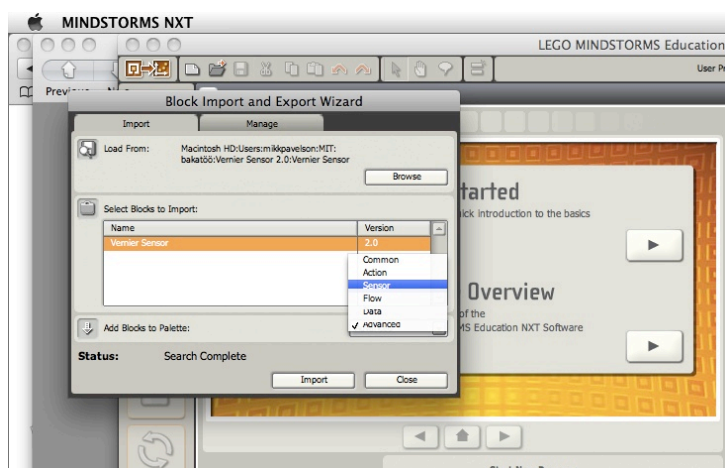 MINDSTORMS NXT
LEGO MINDSTORMS Education
User Pr
Block Import and Export Wizard
Import
Manage
Load From:
Macintosh HD:Users:mikkpavelson:MIT:
bakatöö:Vernier Sensor 2.0:Vernier Sensor
Browse
Select Blocks to Import:
Name
Version
Vernier Sensor
2.0
Common
Action
Sensor
Flow
Data
✓ Advanced
Add Blocks to Palette:
Status:
Search Complete
Import
Close
tarted
ick introduction to the basics
Overview
of the
MS Education NXT Software